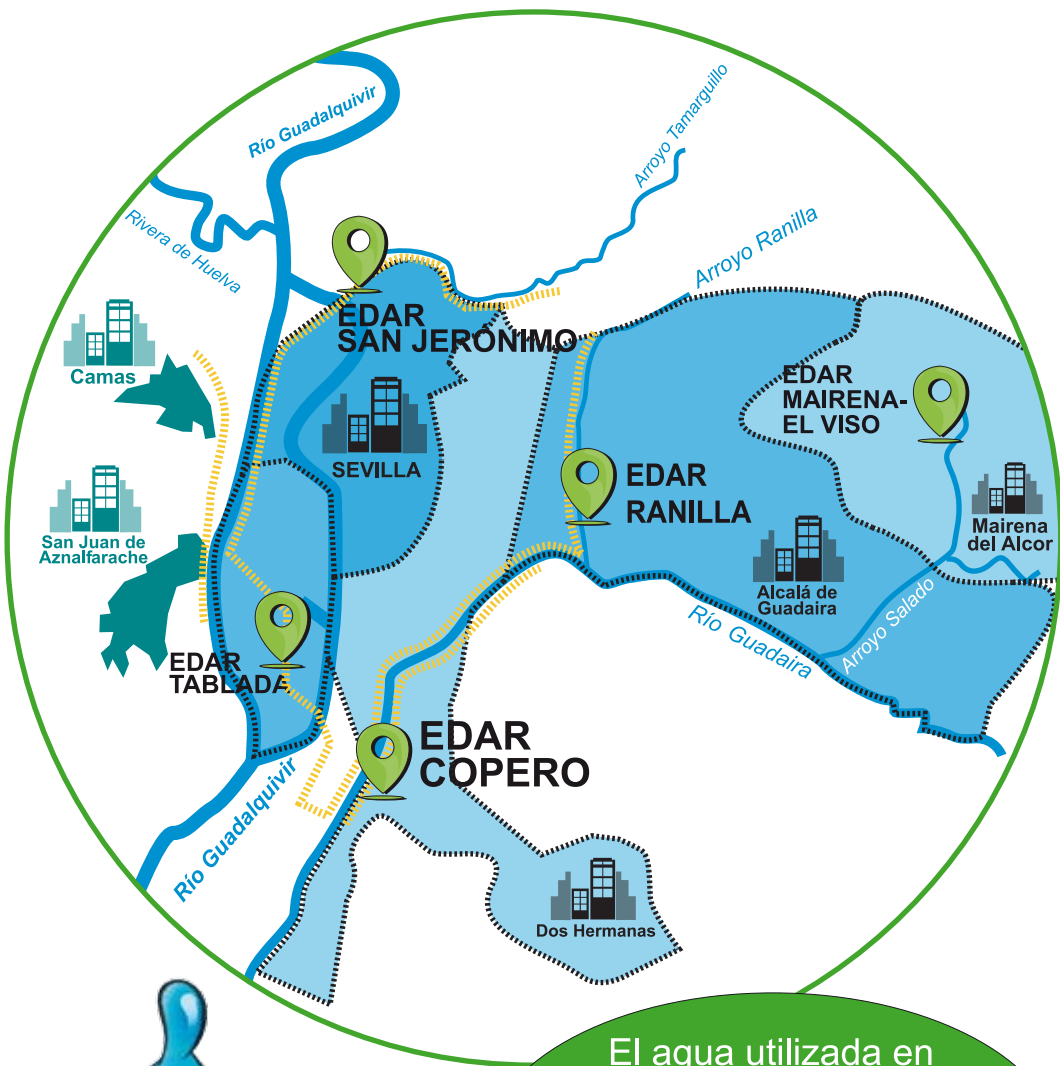 Río Guadalquivir
Arroyo Tamarguillo
Rivera de Huelva
Arroyo Ranilla
EDAR
SAN JERÓNIMO
Camas
EDAR
MAIRENA-
EL VISO
SEVILLA
EDAR
RANILLA
San Juan de
Aznalfarache
Mairena
del Alcor
Alcalá de
Guadaira
Río Guadaira
Arroyo Salado
EDAR
TABLADA
EDAR
COPERO
Río Guadalquivir
Dos Hermanas
El agua utilizada en